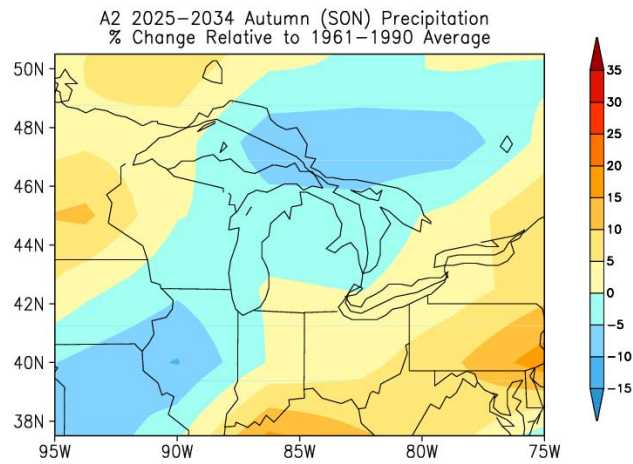 A2 2025−2034 Autumn (SON) Precipitation
% Change Relative to 1961−1990 Average
50N
48N
46N
44N
42N
40N
38N
95W 90W 85W 80W 75W
35
30
25
20
15
10
5
0
−5
−10
−15